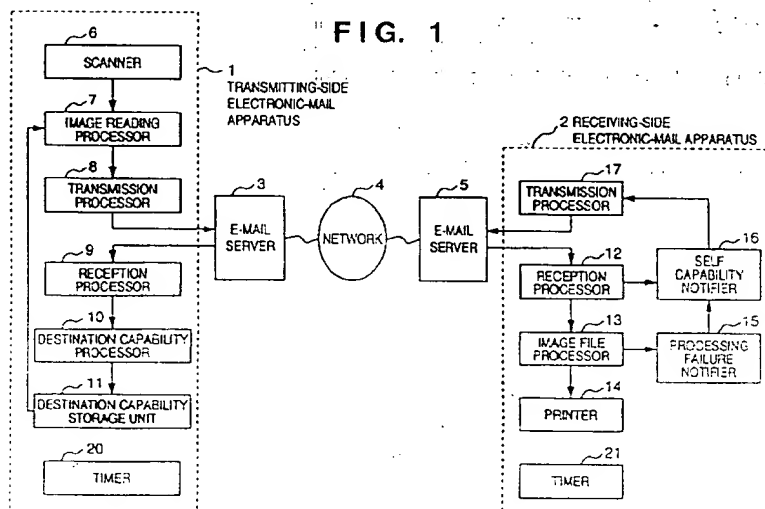 FIG. 1
6
SCANNER
1
TRANSMITTING-SIDE
ELECTRONIC-MAIL
APPARATUS
7
IMAGE READING
PROCESSOR
8
TRANSMISSION
PROCESSOR
9
RECEPTION
PROCESSOR
10
DESTINATION CAPABILITY
PROCESSOR
11
DESTINATION CAPABILITY
STORAGE UNIT
20
TIMER
3
E-MAIL
SERVER
4
NETWORK
5
E-MAIL
SERVER
2 RECEIVING-SIDE
ELECTRONIC-MAIL APPARATUS
17
TRANSMISSION
PROCESSOR
12
RECEPTION
PROCESSOR
16
SELF
CAPABILITY
NOTIFIER
13
IMAGE FILE
PROCESSOR
15
PROCESSING
FAILURE
NOTIFIER
14
PRINTER
21
TIMER